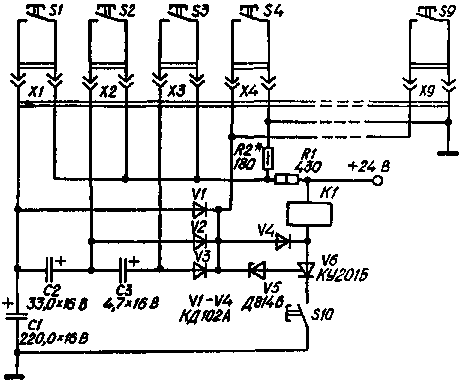 S1 S2 S3 S4 S9
X1 X2 X3 X4 X9
R2* 180 R1 430 +24 В
K1
V1
V2 V4
V3 V6
КУ201Б
+ + V5
C2 C3 Д814В
33,0×16 В 4,7×16 В V1-V4 S10
+ КД102А
C1
220,0×16 В